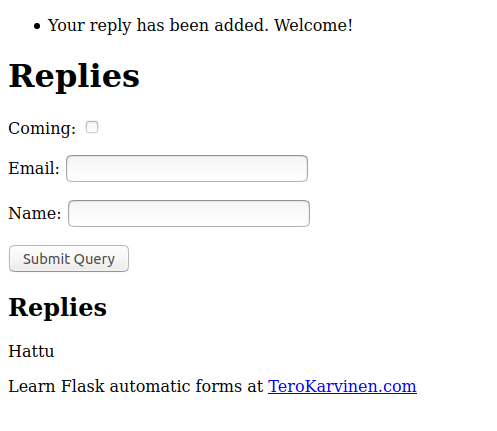 Your reply has been added. Welcome!
Replies
Coming:
Email:
Name:
Submit Query
Replies
Hattu
Learn Flask automatic forms at TeroKarvinen.com